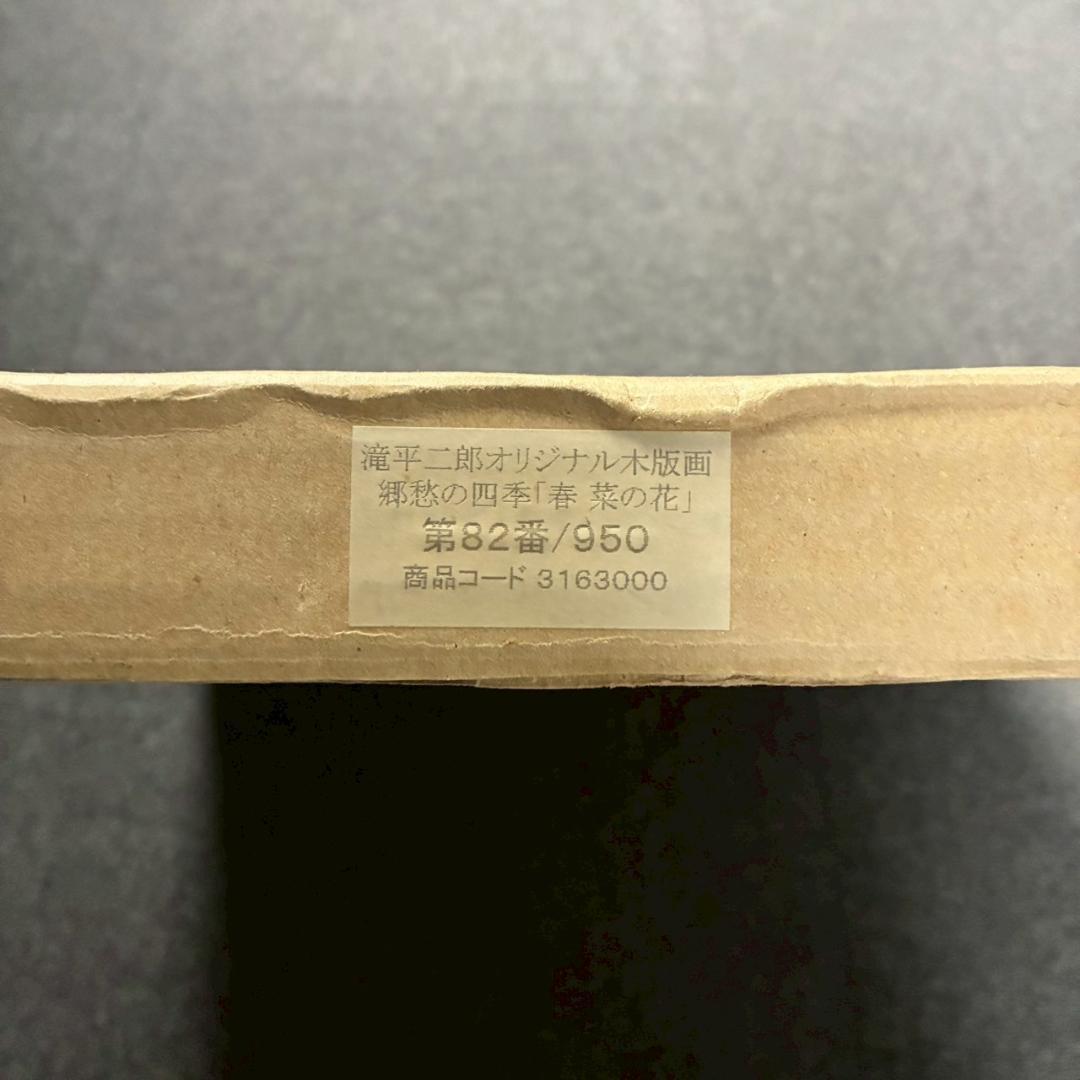 滝平二郎オリジナル木版画
郷愁の四季「春 菜の花」
第82番/950
商品コード 3163000